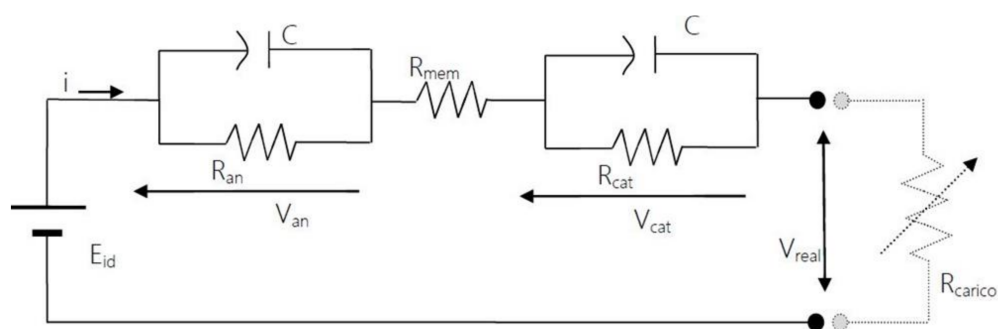 C
C
i
R_mem
R_an
R_cat
V_an
V_cat
E_id
V_real
R_carico